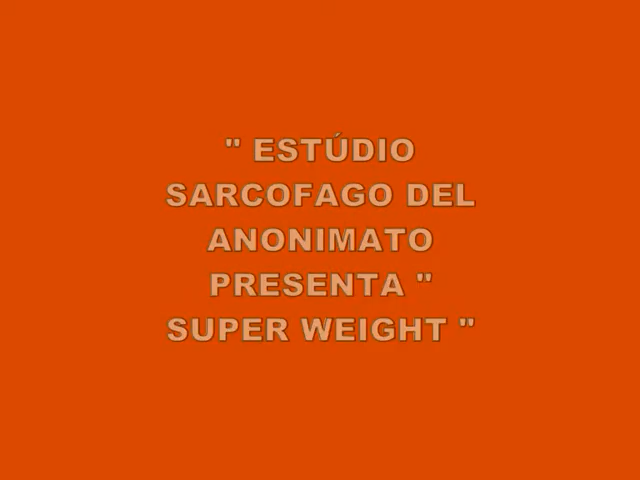 " ESTÚDIO
SARCOFAGO DEL
ANONIMATO
PRESENTA "
SUPER WEIGHT "